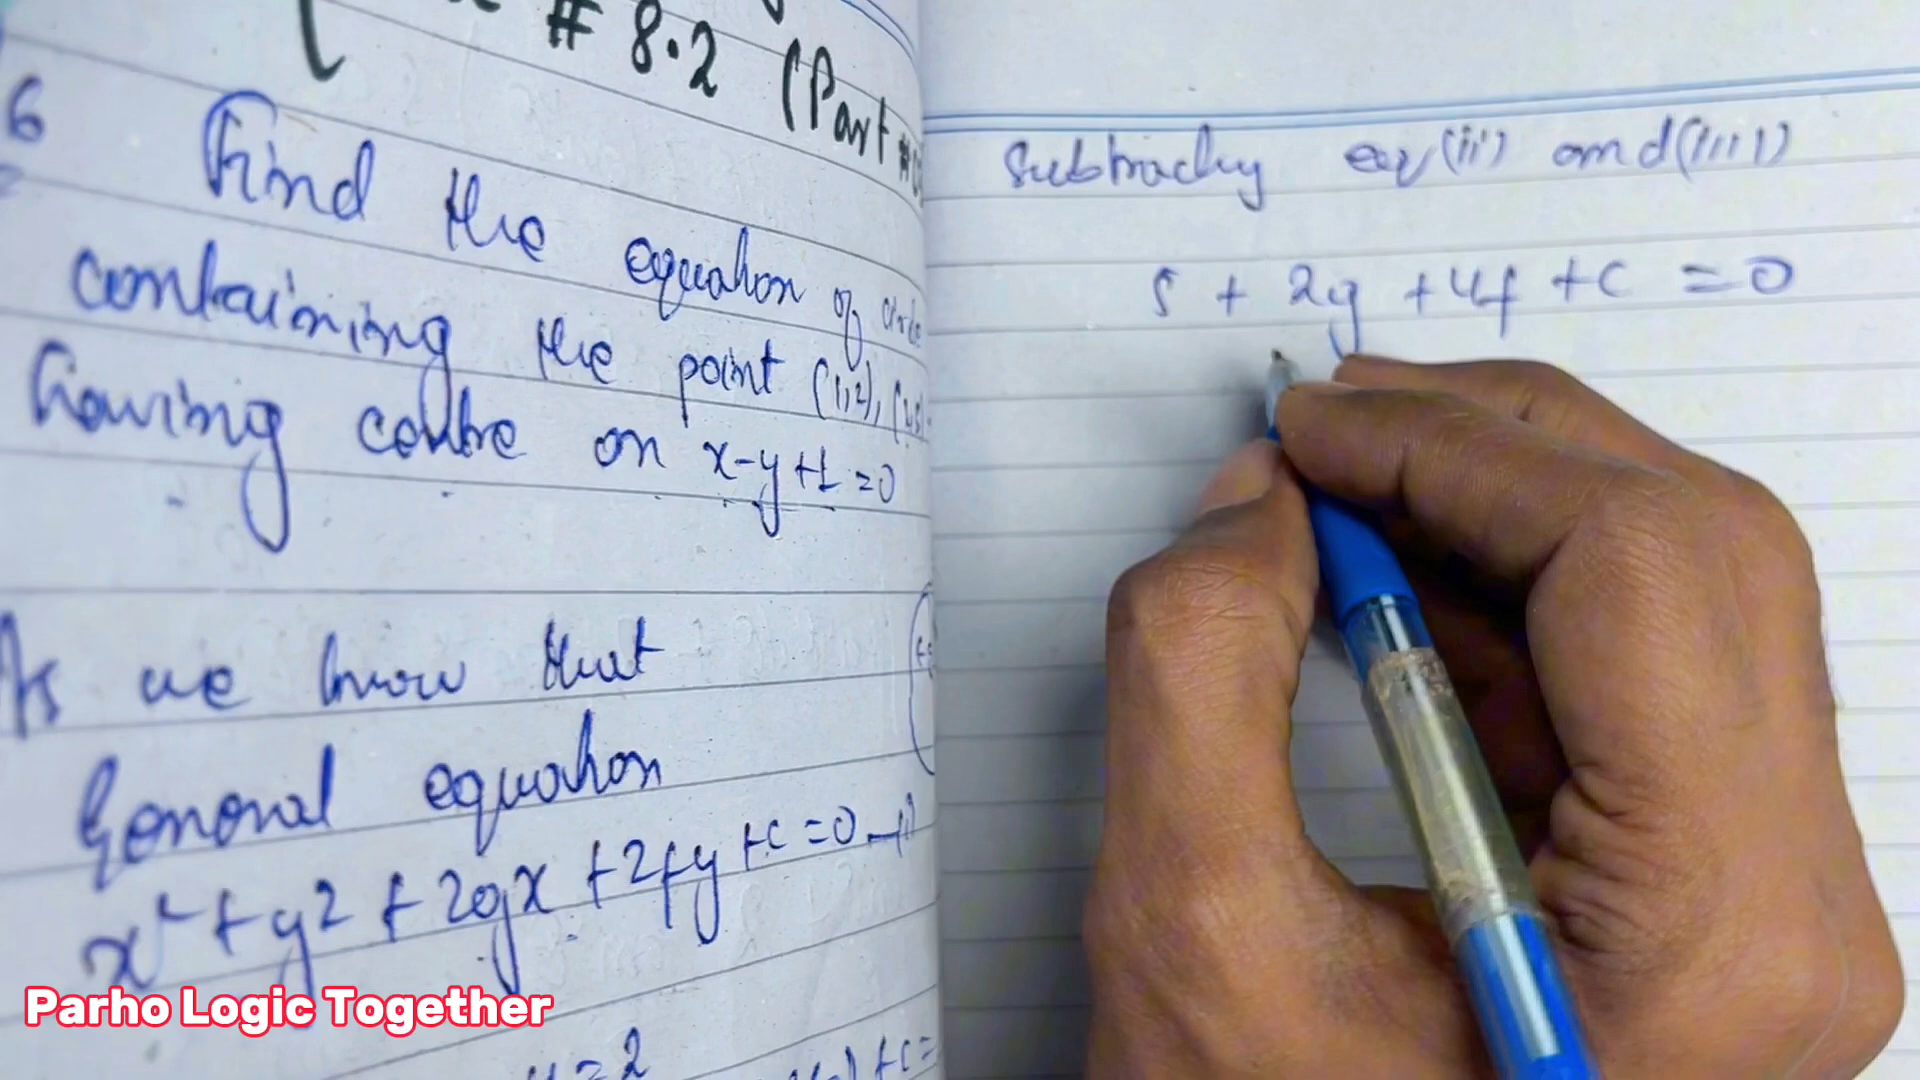 # 8.2 (Part #
6 Find the equation of circle
containing the point (1,2),
having centre on x-y+1=0
As we know that
General equation
x²+y2+2gx+2fy+c=0-(i)
y=2
+c=
Subtracting eq (ii) and (iii)
5 + 2g +4f +c =0
Parho Logic Together